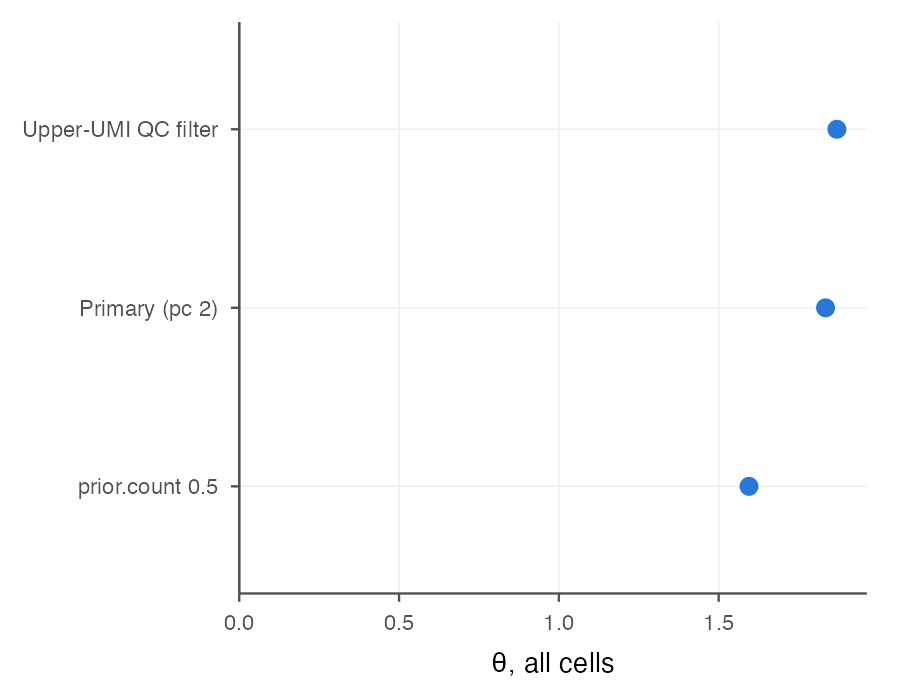 Upper-UMI QC filter
Primary (pc 2)
prior.count 0.5
0.0 0.5 1.0 1.5
θ, all cells